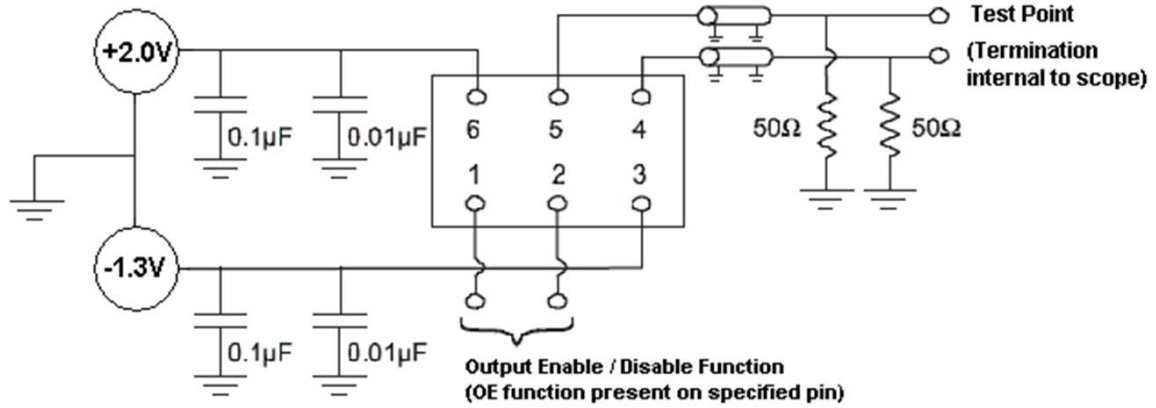 +2.0V
0.1µF
0.01µF
6
5
4
1
2
3
Test Point
(Termination
internal to scope)
50Ω
50Ω
-1.3V
0.1µF
0.01µF
Output Enable / Disable Function
(OE function present on specified pin)